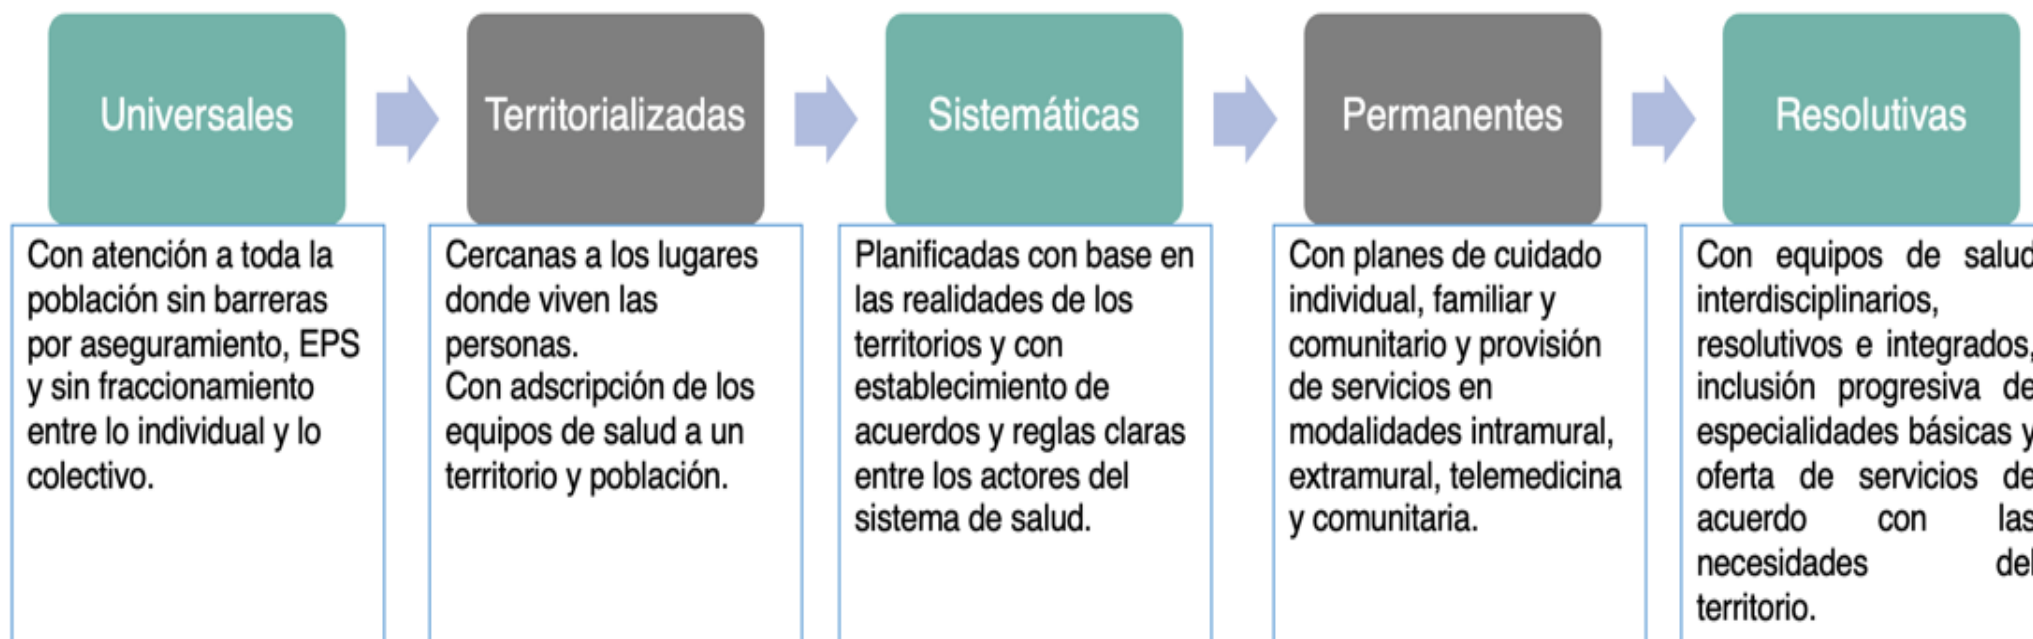 Universales
Con atención a toda la
población sin barreras
por aseguramiento, EPS
y sin fraccionamiento
entre lo individual y lo
colectivo.
Territorializadas
Cercanas a los lugares
donde viven las
personas.
Con adscripción de los
equipos de salud a un
territorio y población.
Sistemáticas
Planificadas con base en
las realidades de los
territorios y con
establecimiento de
acuerdos y reglas claras
entre los actores del
sistema de salud.
Permanentes
Con planes de cuidado
individual, familiar y
comunitario y provisión
de servicios en
modalidades intramural,
extramural, telemedicina
y comunitaria.
Resolutivas
Con equipos de salud
interdisciplinarios,
resolutivos e integrados,
inclusión progresiva de
especialidades básicas y
oferta de servicios de
acuerdo con las
necesidades del
territorio.